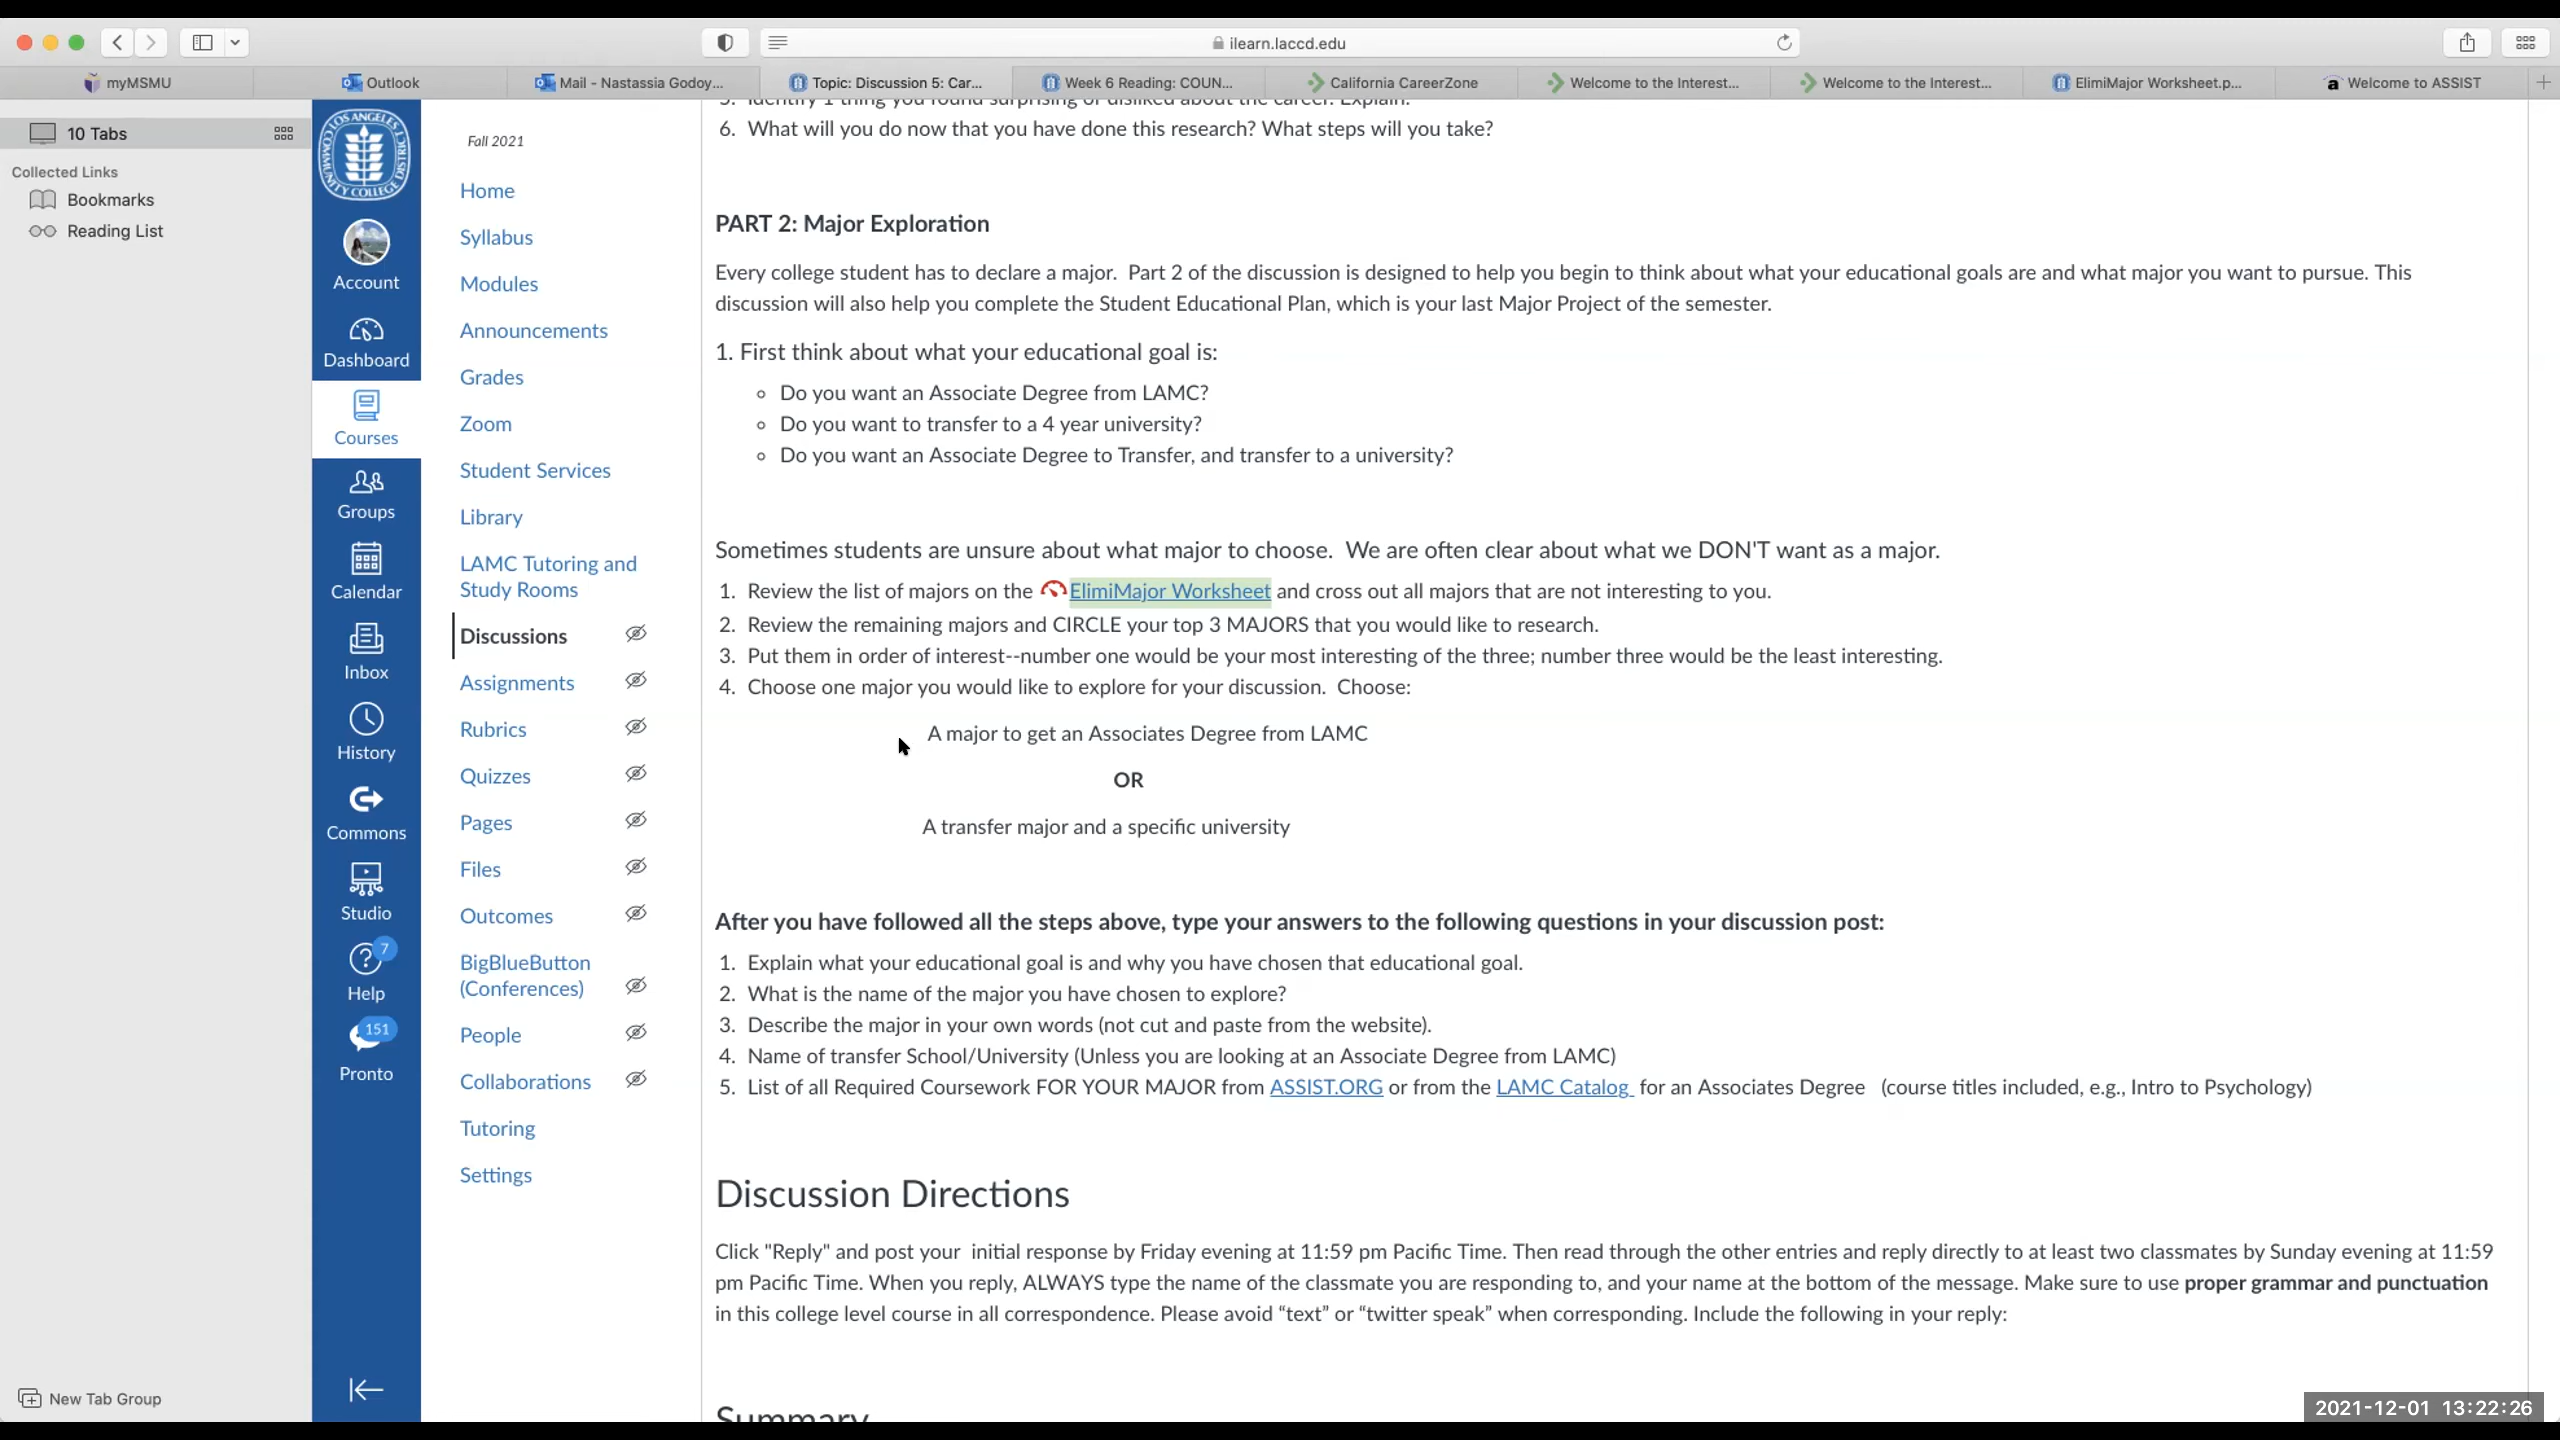 ilearn.laccd.edu
myMSMU
Outlook
Mail - Nastassia Godoy...
Topic: Discussion 5: Car...
Week 6 Reading: COUN...
California CareerZone
Welcome to the Interest...
Welcome to the Interest...
ElimiMajor Worksheet.p...
a Welcome to ASSIST
10 Tabs
Collected Links
Bookmarks
Reading List
New Tab Group
LOS ANGELES
COMMUNITY COLLEGE DISTRICT
Account
Dashboard
Courses
Groups
Calendar
Inbox
History
Commons
Studio
7
Help
151
Pronto
Fall 2021
Home
Syllabus
Modules
Announcements
Grades
Zoom
Student Services
Library
LAMC Tutoring and
Study Rooms
Discussions
Assignments
Rubrics
Quizzes
Pages
Files
Outcomes
BigBlueButton
(Conferences)
People
Collaborations
Tutoring
Settings
5. Identify 1 thing you found surprising or disliked about the career. Explain.
6. What will you do now that you have done this research? What steps will you take?
PART 2: Major Exploration
Every college student has to declare a major. Part 2 of the discussion is designed to help you begin to think about what your educational goals are and what major you want to pursue. This
discussion will also help you complete the Student Educational Plan, which is your last Major Project of the semester.
1. First think about what your educational goal is:
Do you want an Associate Degree from LAMC?
Do you want to transfer to a 4 year university?
Do you want an Associate Degree to Transfer, and transfer to a university?
Sometimes students are unsure about what major to choose. We are often clear about what we DON'T want as a major.
1. Review the list of majors on the ElimiMajor Worksheet and cross out all majors that are not interesting to you.
2. Review the remaining majors and CIRCLE your top 3 MAJORS that you would like to research.
3. Put them in order of interest--number one would be your most interesting of the three; number three would be the least interesting.
4. Choose one major you would like to explore for your discussion. Choose:
A major to get an Associates Degree from LAMC
OR
A transfer major and a specific university
After you have followed all the steps above, type your answers to the following questions in your discussion post:
1. Explain what your educational goal is and why you have chosen that educational goal.
2. What is the name of the major you have chosen to explore?
3. Describe the major in your own words (not cut and paste from the website).
4. Name of transfer School/University (Unless you are looking at an Associate Degree from LAMC)
5. List of all Required Coursework FOR YOUR MAJOR from ASSIST.ORG or from the LAMC Catalog for an Associates Degree (course titles included, e.g., Intro to Psychology)
Discussion Directions
Click "Reply" and post your initial response by Friday evening at 11:59 pm Pacific Time. Then read through the other entries and reply directly to at least two classmates by Sunday evening at 11:59
pm Pacific Time. When you reply, ALWAYS type the name of the classmate you are responding to, and your name at the bottom of the message. Make sure to use proper grammar and punctuation
in this college level course in all correspondence. Please avoid “text” or “twitter speak” when corresponding. Include the following in your reply:
Summary
2021-12-01 13:22:26